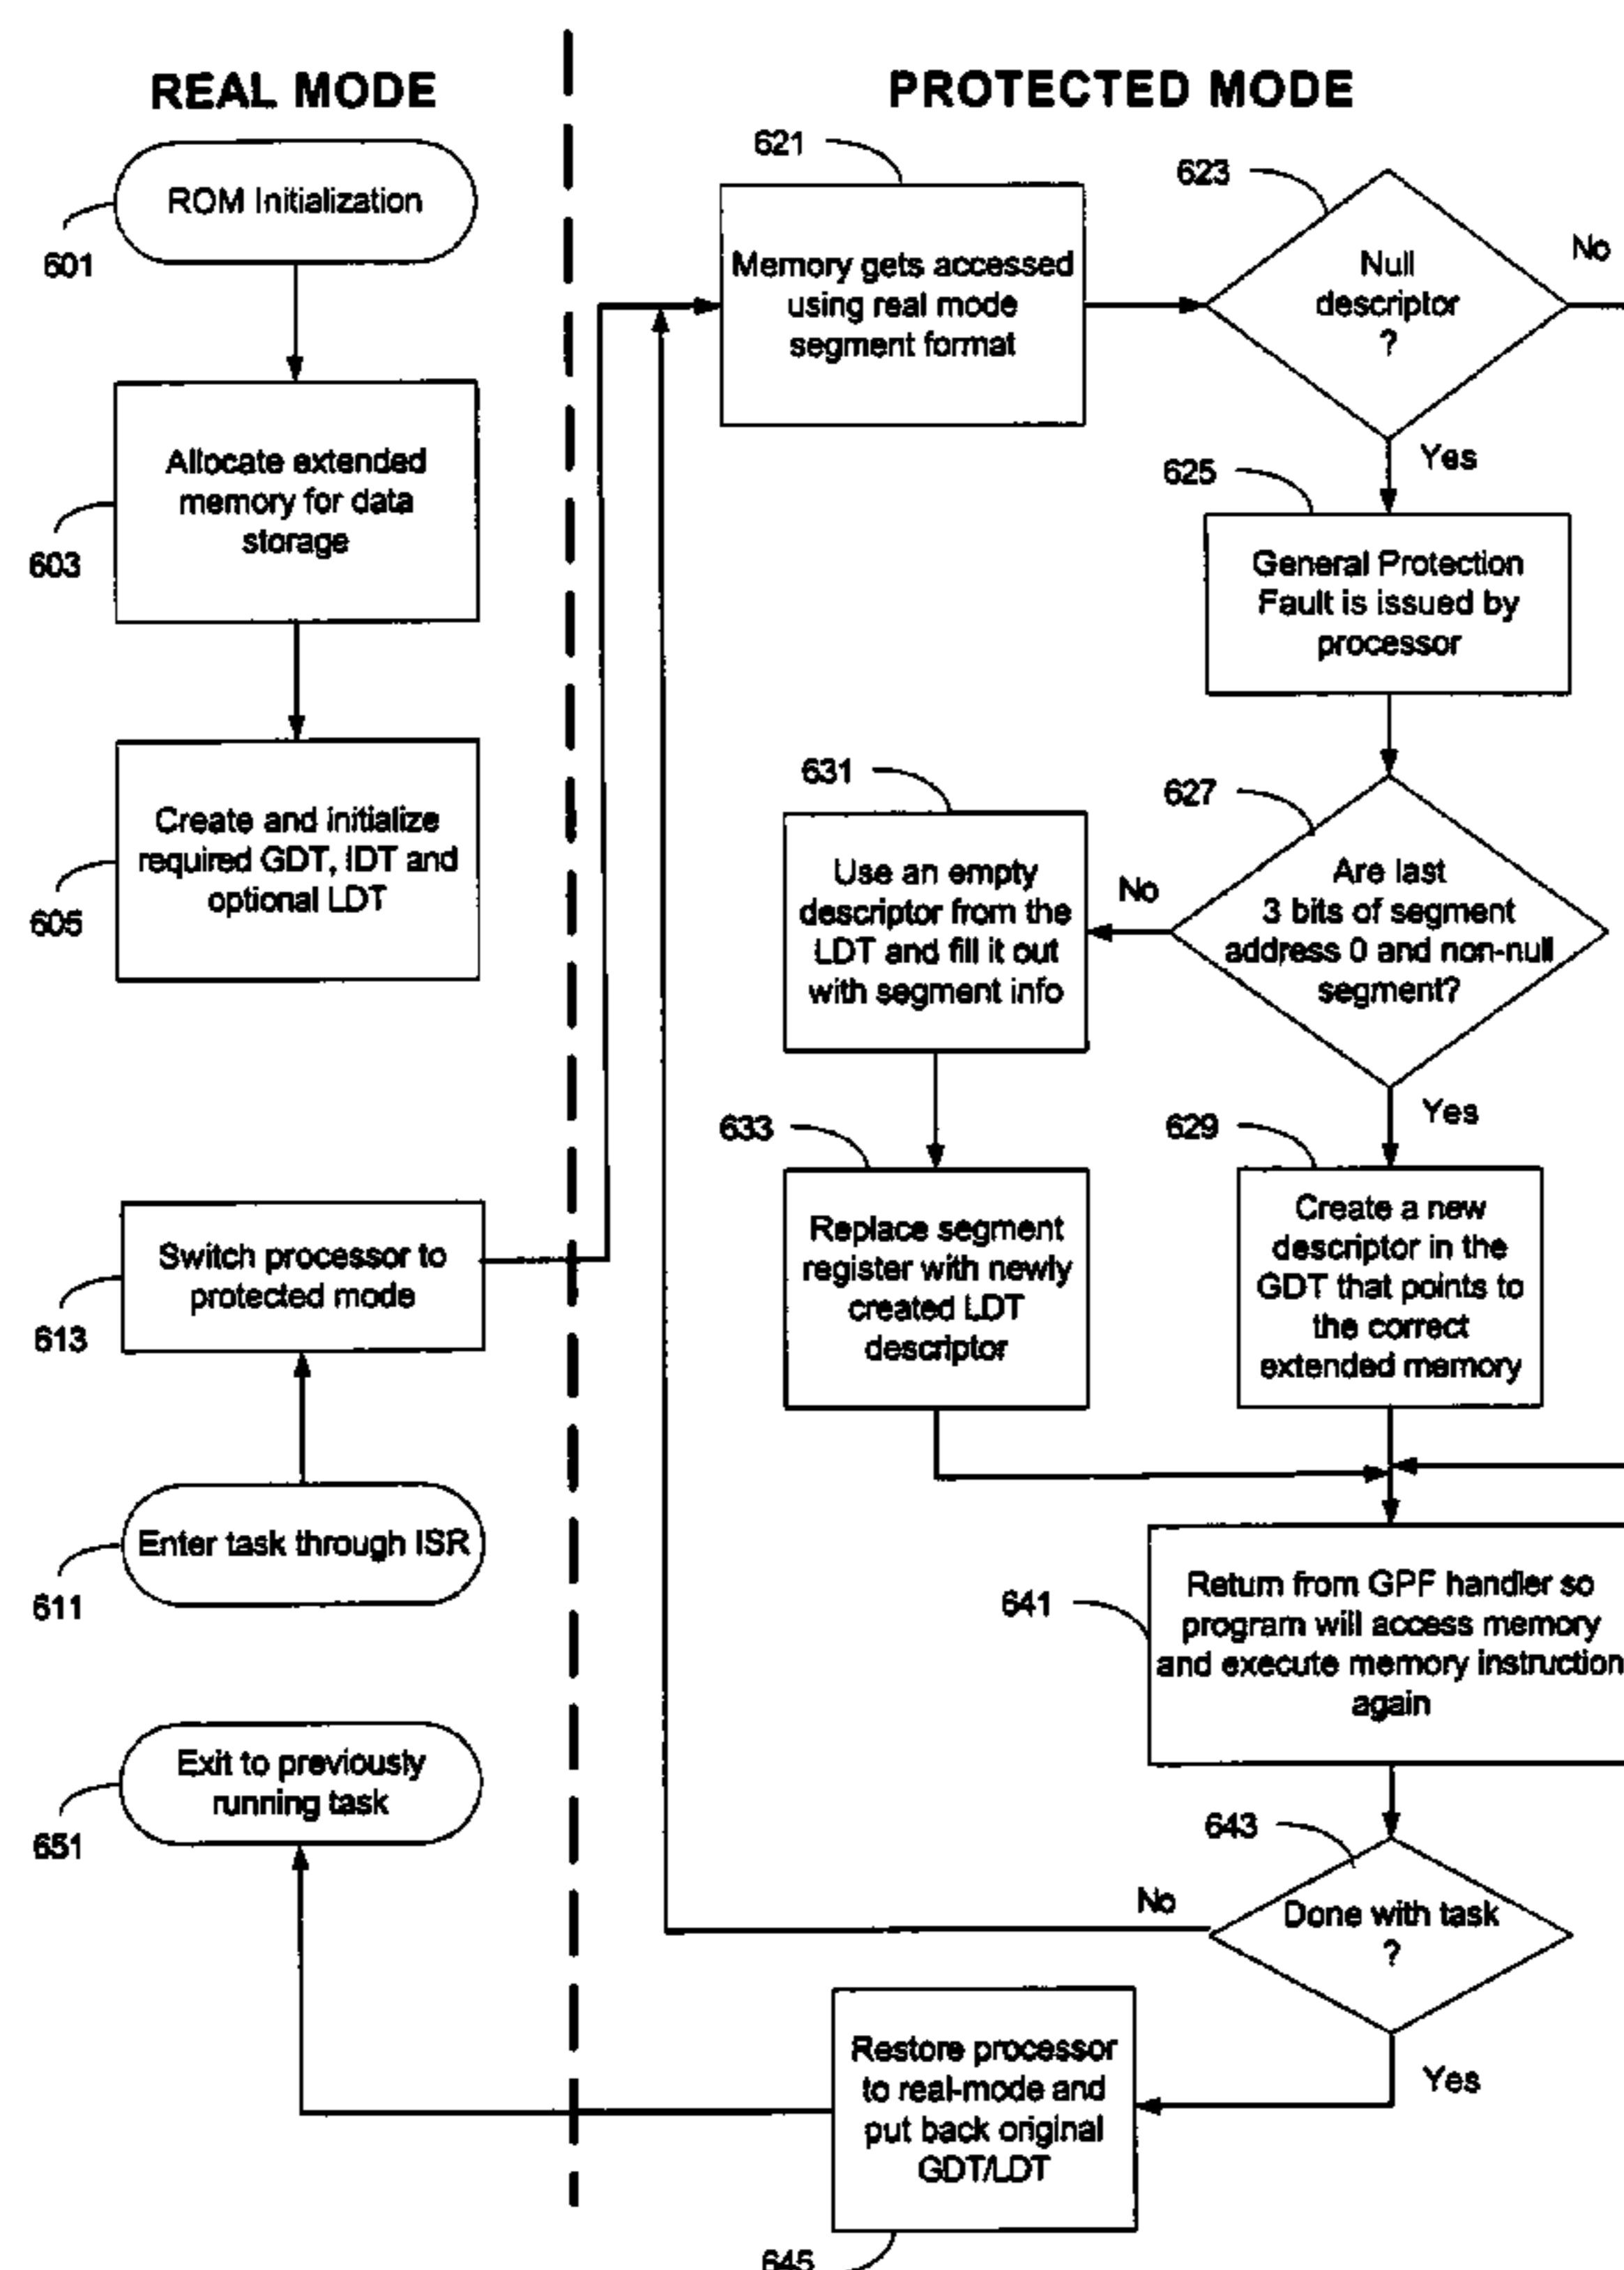 REAL MODE
ROM Initialization
601
Allocate extended
memory for data
storage
603
Create and initialize
required GDT, IDT and
optional LDT
605
Switch processor to
protected mode
613
Enter task through ISR
611
Exit to previously
running task
651
PROTECTED MODE
621
Memory gets accessed
using real mode
segment format
623
Null
descriptor
?
No
Yes
625
General Protection
Fault is issued by
processor
627
Are last
3 bits of segment
address 0 and non-null
segment?
No
Yes
631
Use an empty
descriptor from the
LDT and fill it out
with segment info
633
Replace segment
register with newly
created LDT
descriptor
629
Create a new
descriptor in the
GDT that points to
the correct
extended memory
641
Return from GPF handler so
program will access memory
and execute memory instruction
again
643
Done with task
?
No
Yes
Restore processor
to real-mode and
put back original
GDT/LDT
645